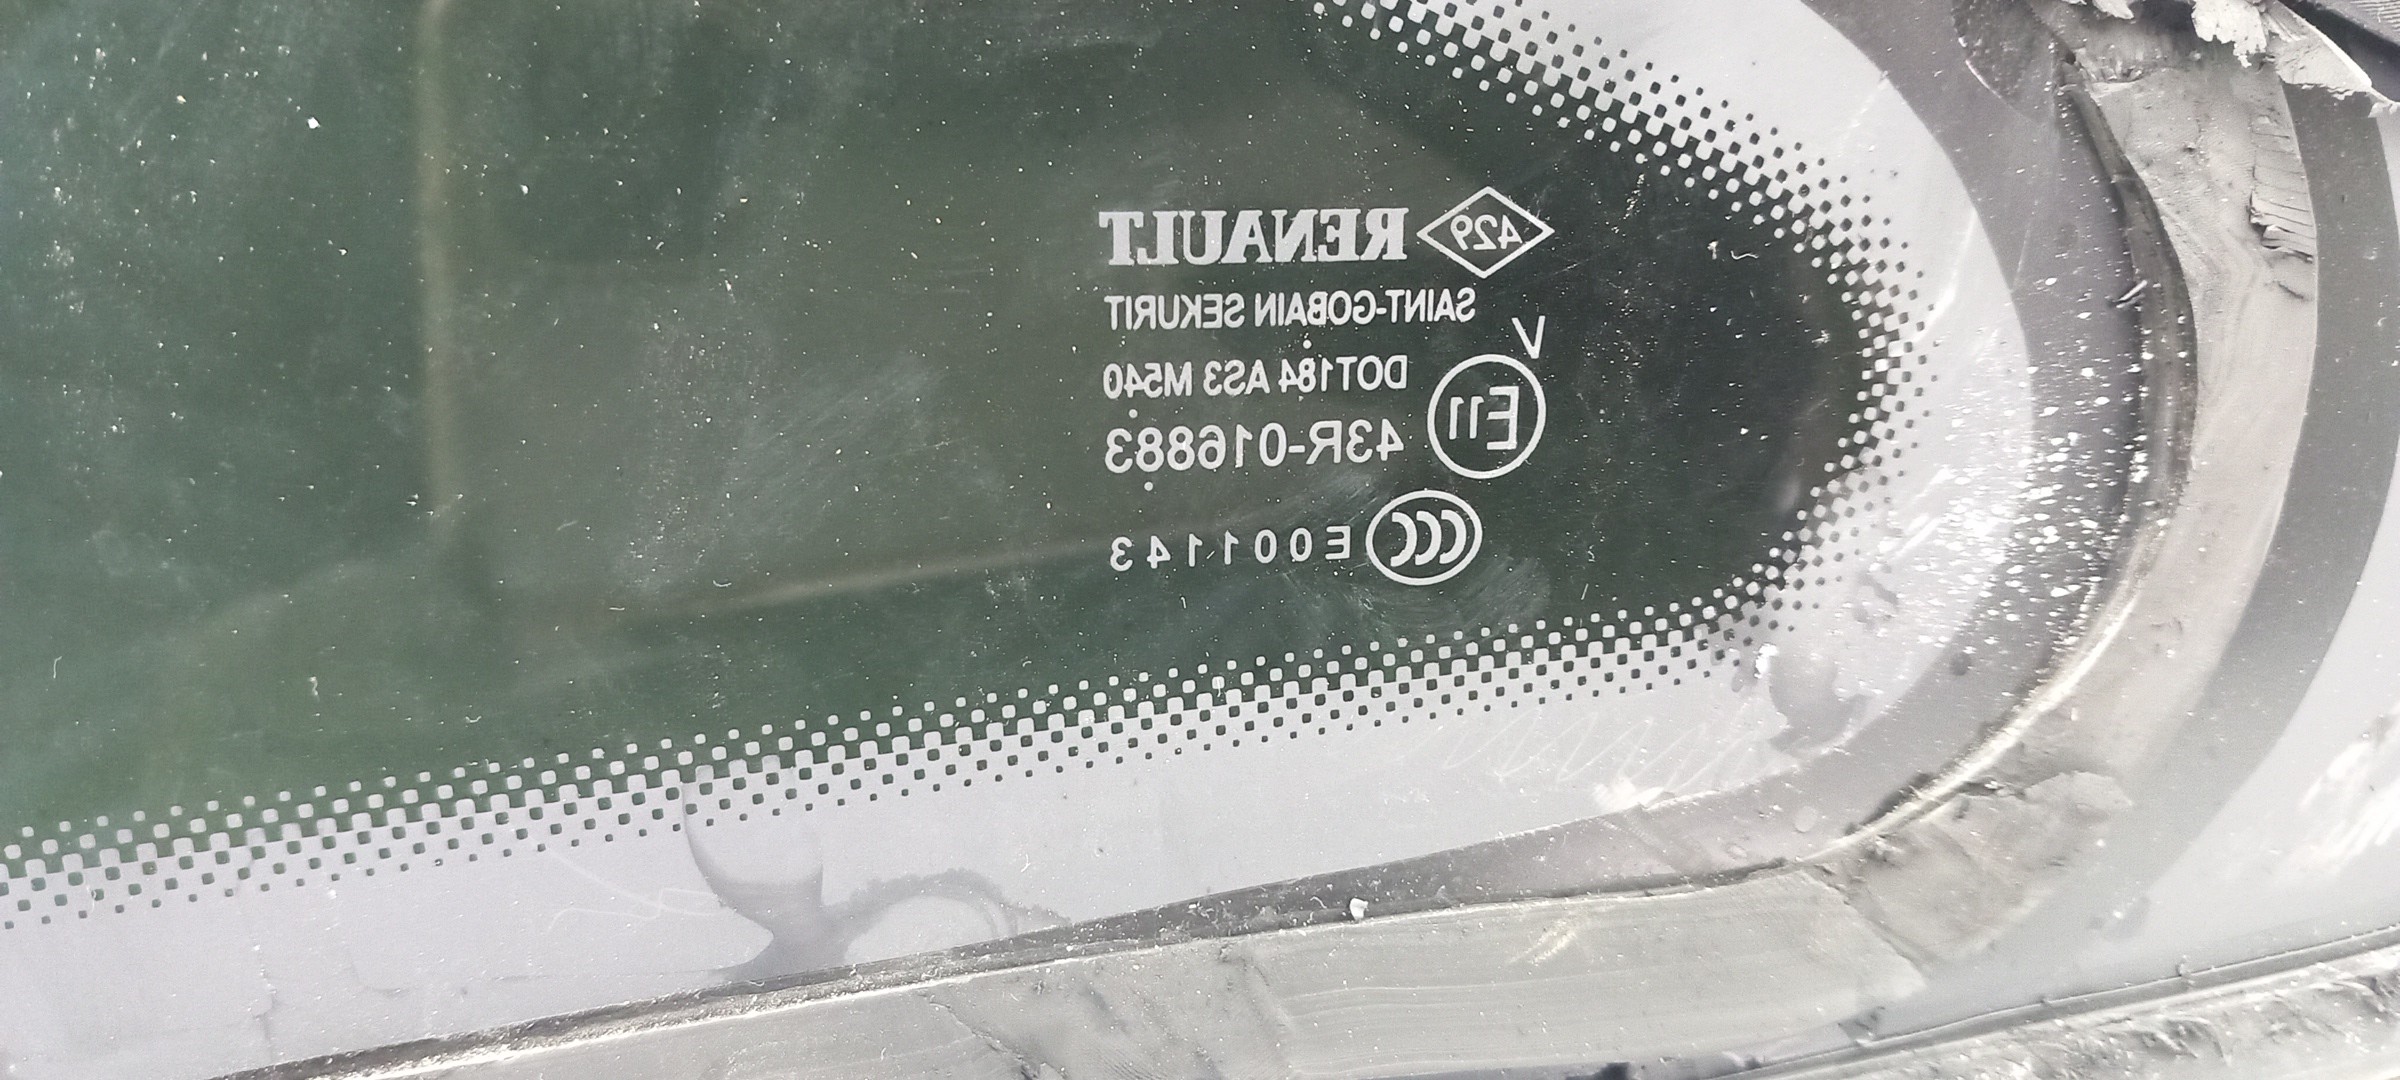 429 RENAULT
SAINT-GOBAIN SEKURIT
V
E11 DOT184 AS3 M540
43R-016883
CCC E001143